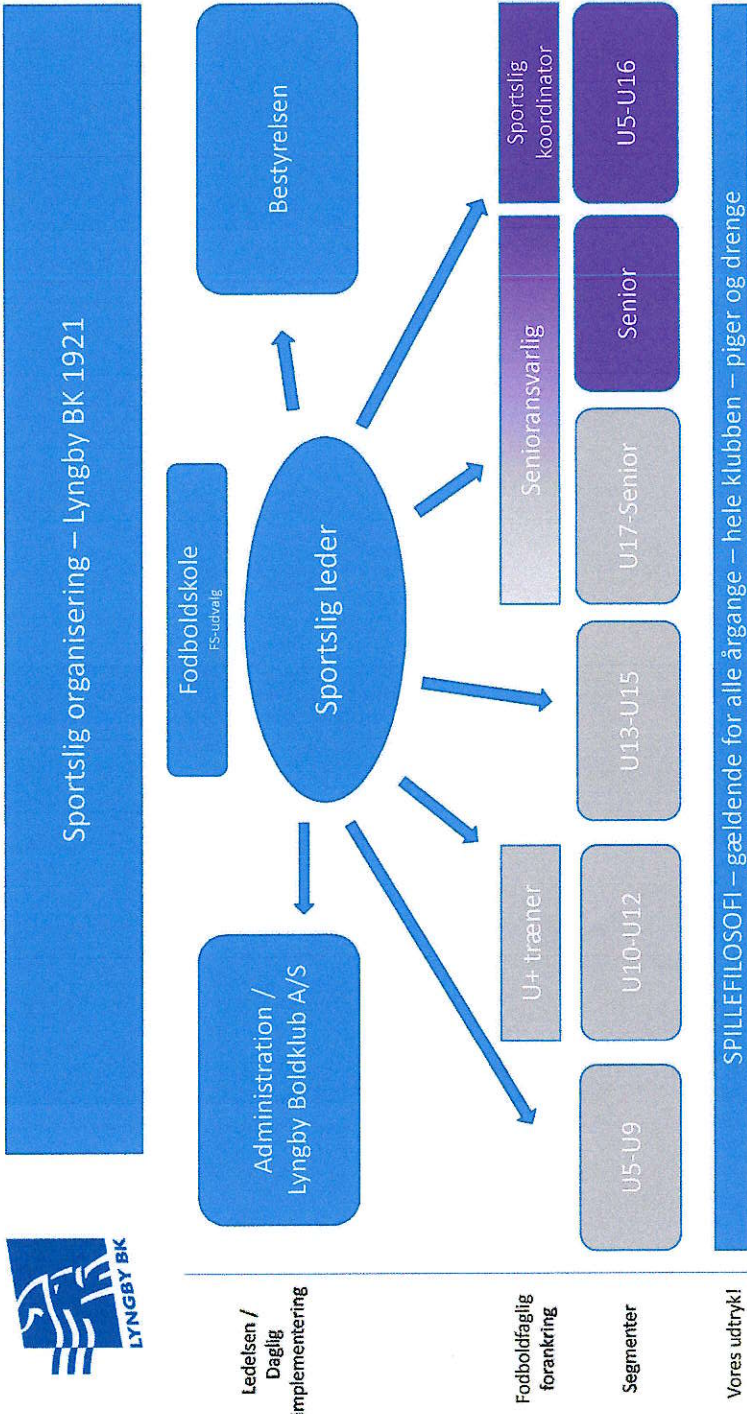 LYNGBY BK
Sportslig organisering – Lyngby BK 1921
Ledelsen /
Daglig
implementering
Fodboldskole
FS-udvalg
Administration /
Lyngby Boldklub A/S
Sportslig leder
Bestyrelsen
Fodboldfaglig
forankring
U+ træner
Senioransvarlig
Sportslig
koordinator
Segmenter
U5-U9
U10-U12
U13-U15
U17-Senior
Senior
U5-U16
Vores udtryk!
SPILLEFILOSOFI – gældende for alle årgange – hele klubben – piger og drenge